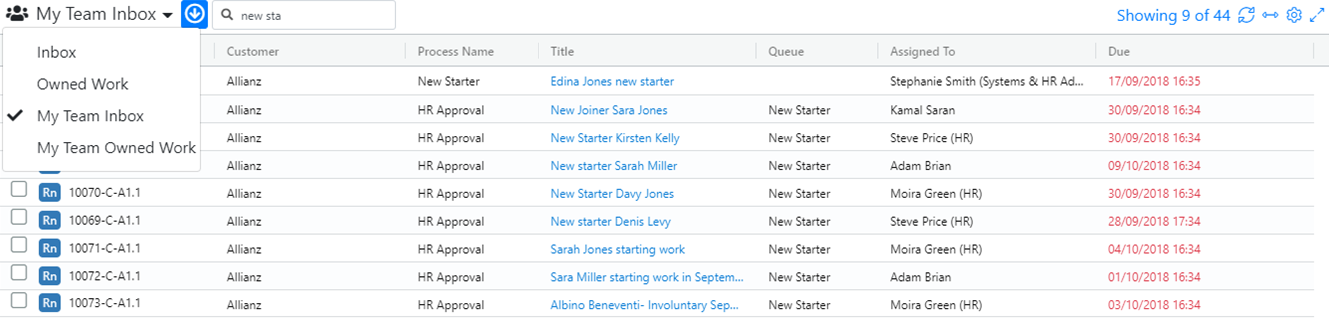 My Team Inbox new sta Showing 9 of 44
Inbox
Owned Work
My Team Inbox
My Team Owned Work
Customer Process Name Title Queue Assigned To Due
Allianz New Starter Edina Jones new starter Stephanie Smith (Systems & HR Ad... 17/09/2018 16:35
Allianz HR Approval New Joiner Sara Jones New Starter Kamal Saran 30/09/2018 16:34
Allianz HR Approval New Starter Kirsten Kelly New Starter Steve Price (HR) 30/09/2018 16:34
Allianz HR Approval New starter Sarah Miller New Starter Adam Brian 09/10/2018 16:34
Rn 10070-C-A1.1 Allianz HR Approval New Starter Davy Jones New Starter Moira Green (HR) 30/09/2018 16:34
Rn 10069-C-A1.1 Allianz HR Approval New starter Denis Levy New Starter Steve Price (HR) 28/09/2018 17:34
Rn 10071-C-A1.1 Allianz HR Approval Sarah Jones starting work New Starter Moira Green (HR) 04/10/2018 16:34
Rn 10072-C-A1.1 Allianz HR Approval Sara Miller starting work in Septem... New Starter Adam Brian 01/10/2018 16:34
Rn 10073-C-A1.1 Allianz HR Approval Albino Beneventi- Involuntary Sep... New Starter Moira Green (HR) 03/10/2018 16:34